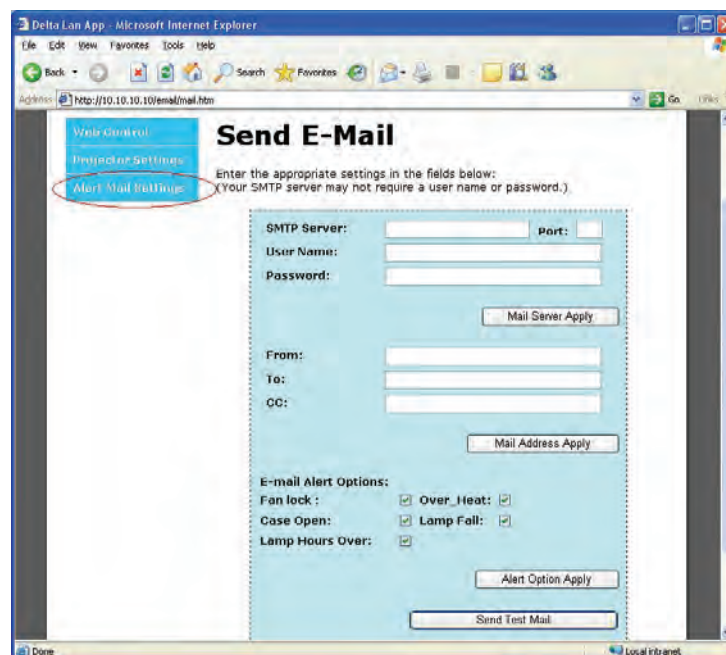 Delta Lan App - Microsoft Internet Explorer
File Edit View Favorites Tools Help
Back Search Favorites
Address http://10.10.10.10/email/mail.htm Go Links
Web Control
Projector Settings
Alert Mail Settings
Send E-Mail
Enter the appropriate settings in the fields below:
(Your SMTP server may not require a user name or password.)
SMTP Server: Port:
User Name:
Password:
Mail Server Apply
From:
To:
CC:
Mail Address Apply
E-mail Alert Options:
Fan lock : Over_Heat:
Case Open: Lamp Fail:
Lamp Hours Over:
Alert Option Apply
Send Test Mail
Done Local intranet